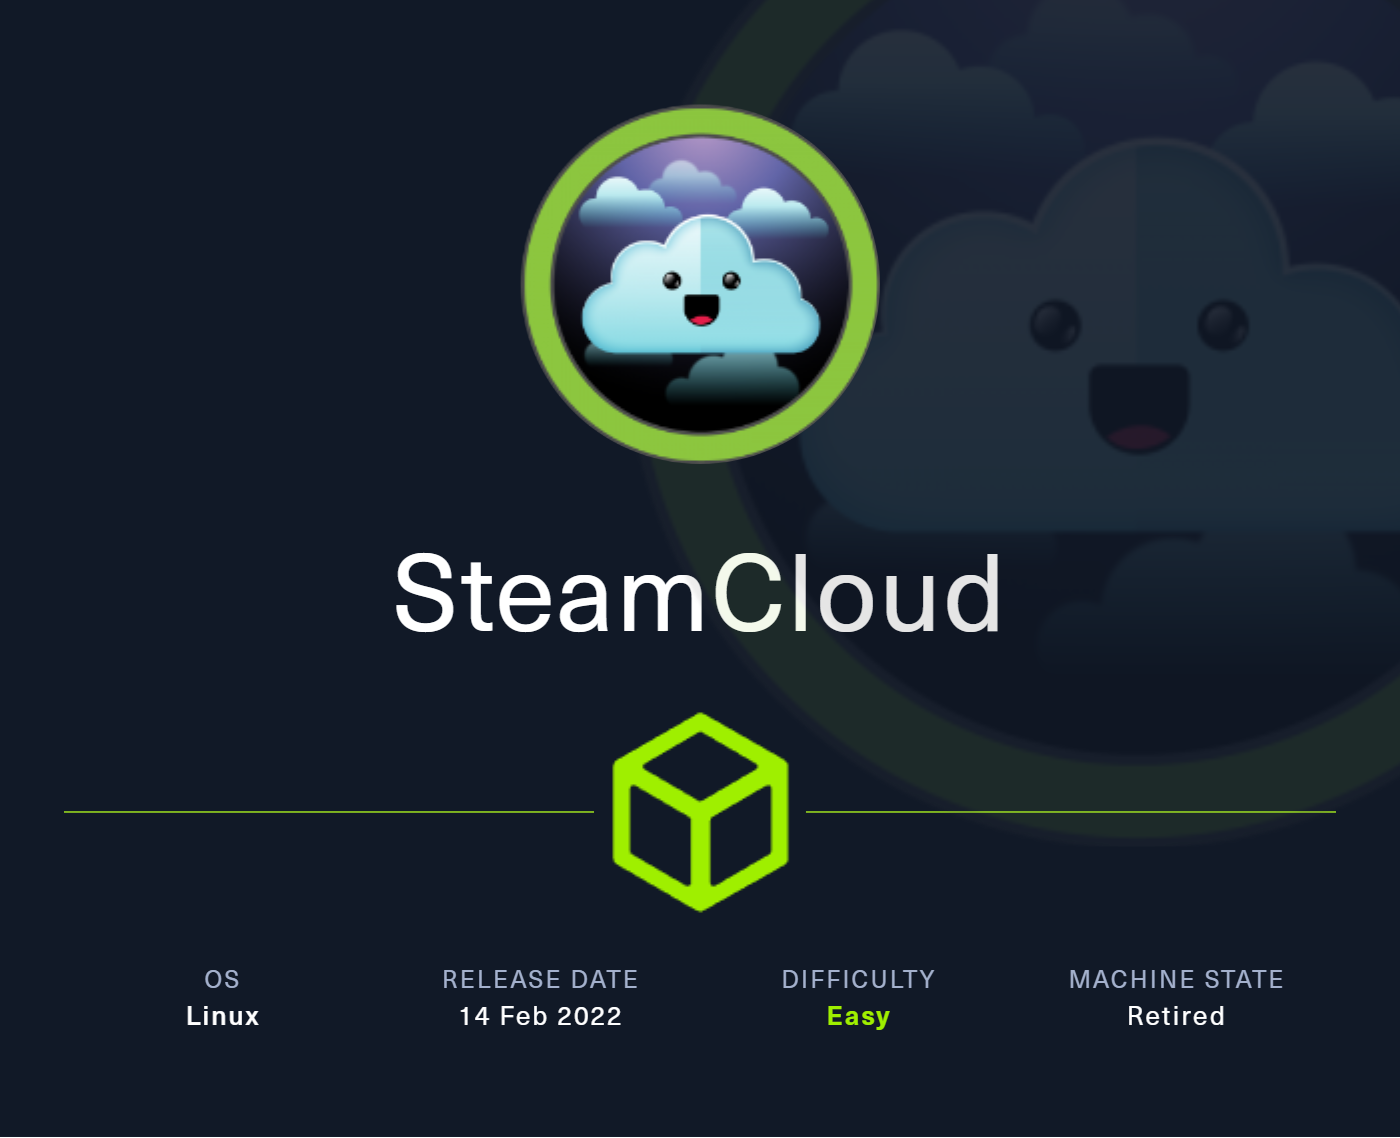 SteamCloud
OS
Linux
RELEASE DATE
14 Feb 2022
DIFFICULTY
Easy
MACHINE STATE
Retired